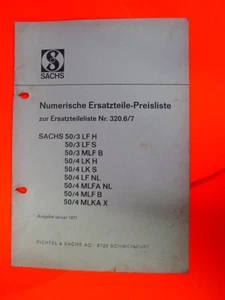 SACHS
Numerische Ersatzteile-Preisliste
zur Ersatzteileliste Nr. 320.6/7
SACHS 50/3 LF H
50/3 LF S
50/3 MLF B
50/4 LK H
50/4 LK S
50/4 LF NL
50/4 MLFA NL
50/4 MLF B
50/4 MLKA X
Ausgabe Januar 1971
FICHTEL & SACHS AG · 8720 SCHWEINFURT